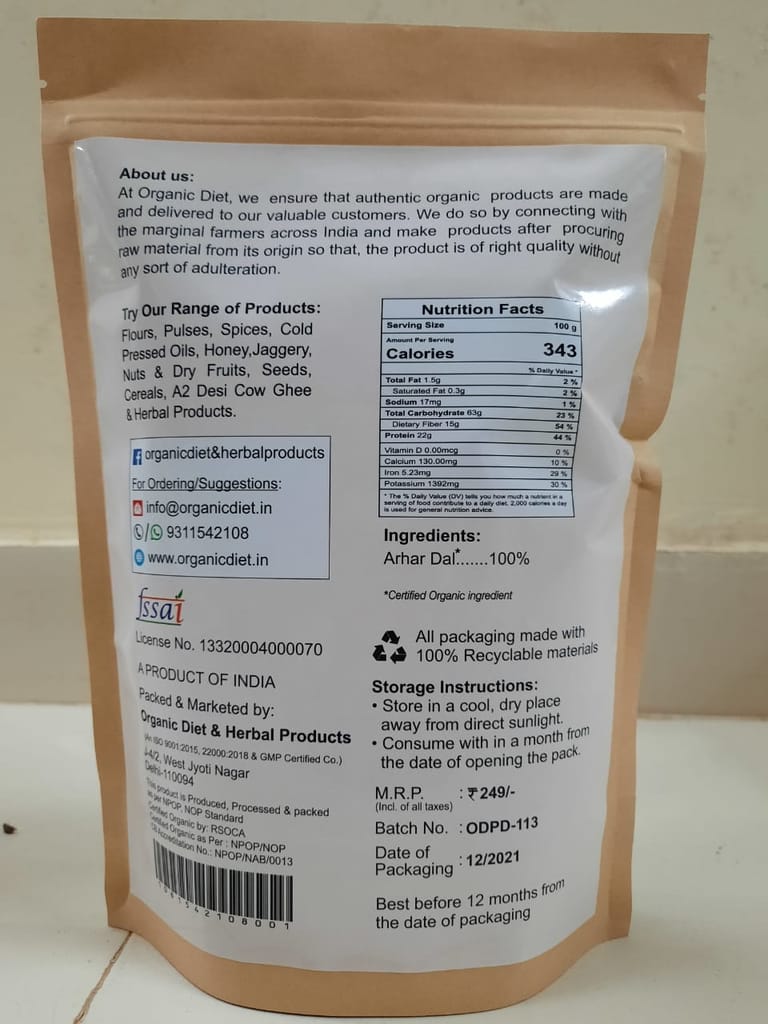 About us:
At Organic Diet, we ensure that authentic organic products are made
and delivered to our valuable customers. We do so by connecting with
the marginal farmers across India and make products after procuring
raw material from its origin so that, the product is of right quality without
any sort of adulteration.
Try Our Range of Products:
Flours, Pulses, Spices, Cold
Pressed Oils, Honey,Jaggery,
Nuts & Dry Fruits, Seeds,
Cereals, A2 Desi Cow Ghee
& Herbal Products.
organicdiet&herbalproducts
For Ordering/Suggestions:
info@organicdiet.in
/ 9311542108
www.organicdiet.in
fssai
License No. 13320004000070
A PRODUCT OF INDIA
Packed & Marketed by:
Organic Diet & Herbal Products
(An ISO 9001:2015, 22000:2018 & GMP Certified Co.)
J-4/2, West Jyoti Nagar
Delhi-110094
This product is Produced, Processed & packed
as per NPOP, NOP Standard
Certified Organic by: RSOCA
Certified Organic as Per : NPOP/NOP
CB Accreditation No.: NPOP/NAB/0013
Nutrition Facts
Serving Size 100 g
Amount Per Serving
Calories 343
% Daily Value *
Total Fat 1.5g 2 %
Saturated Fat 0.3g 2 %
Sodium 17mg 1 %
Total Carbohydrate 63g 23 %
Dietary Fiber 15g 54 %
Protein 22g 44 %
Vitamin D 0.00mcg 0 %
Calcium 130.00mg 10 %
Iron 5.23mg 29 %
Potassium 1392mg 30 %
* The % Daily Value (DV) tells you how much a nutrient in a
serving of food contribute to a daily diet. 2,000 calories a day
is used for general nutrition advice.
Ingredients:
Arhar Dal*.......100%
*Certified Organic ingredient
All packaging made with
100% Recyclable materials
Storage Instructions:
• Store in a cool, dry place
away from direct sunlight.
• Consume with in a month from
the date of opening the pack.
M.R.P. : ₹ 249/-
(Incl. of all taxes)
Batch No. : ODPD-113
Date of
Packaging : 12/2021
Best before 12 months from
the date of packaging